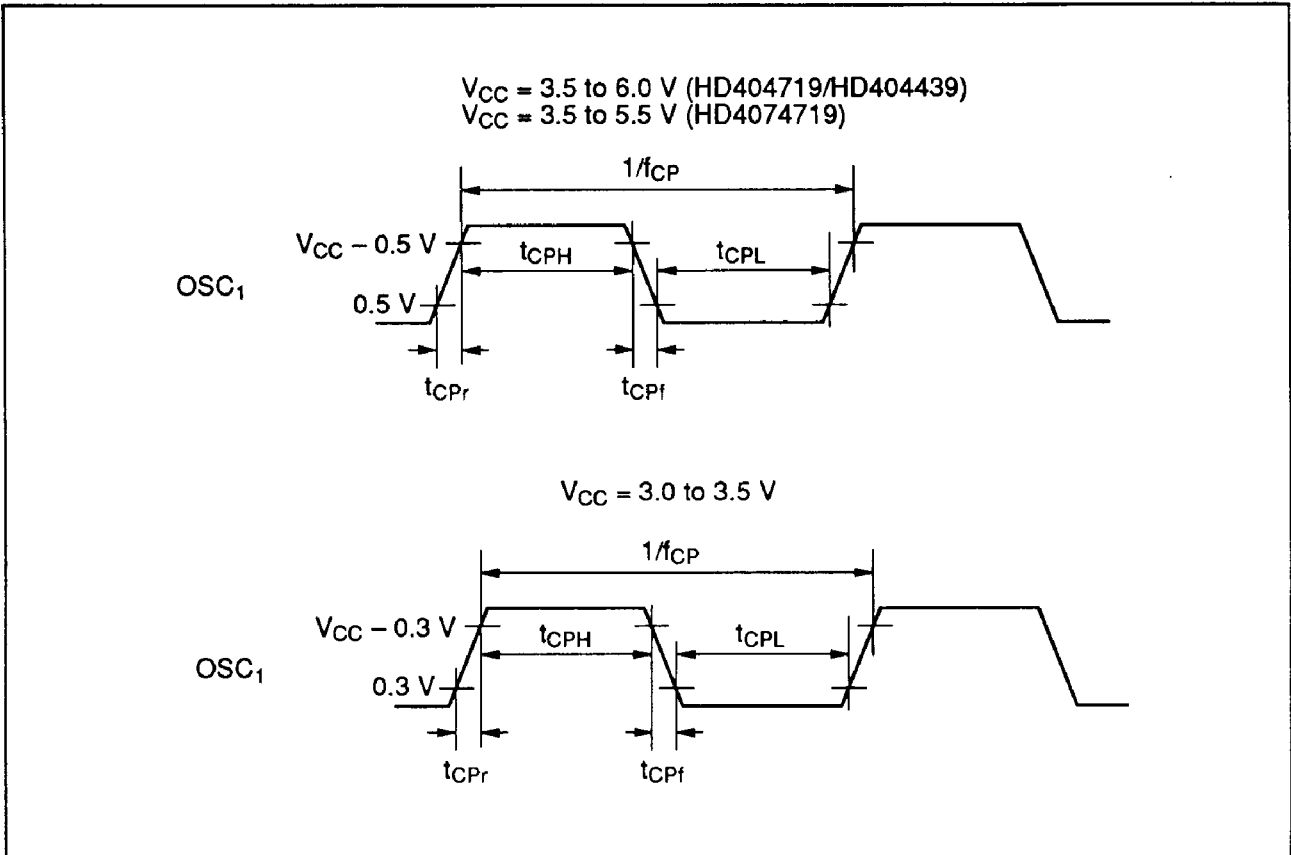 V_CC = 3.5 to 6.0 V (HD404719/HD404439)
V_CC = 3.5 to 5.5 V (HD4074719)
1/f_CP
V_CC – 0.5 V
t_CPH
t_CPL
OSC₁
0.5 V
t_CPr
t_CPf
V_CC = 3.0 to 3.5 V
1/f_CP
V_CC – 0.3 V
t_CPH
t_CPL
OSC₁
0.3 V
t_CPr
t_CPf